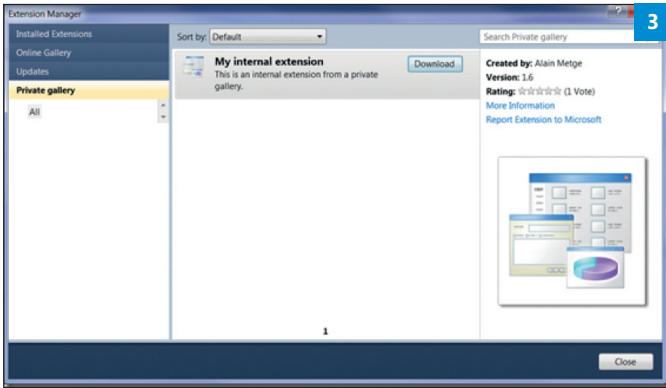 Extension Manager
?
3
Installed Extensions
Online Gallery
Updates
Private gallery
All
Sort by: Default
My internal extension
Download
This is an internal extension from a private
gallery.
1
Search Private gallery
Created by: Alain Metge
Version: 1.6
Rating: ☆☆☆☆☆ (1 Vote)
More Information
Report Extension to Microsoft
Close